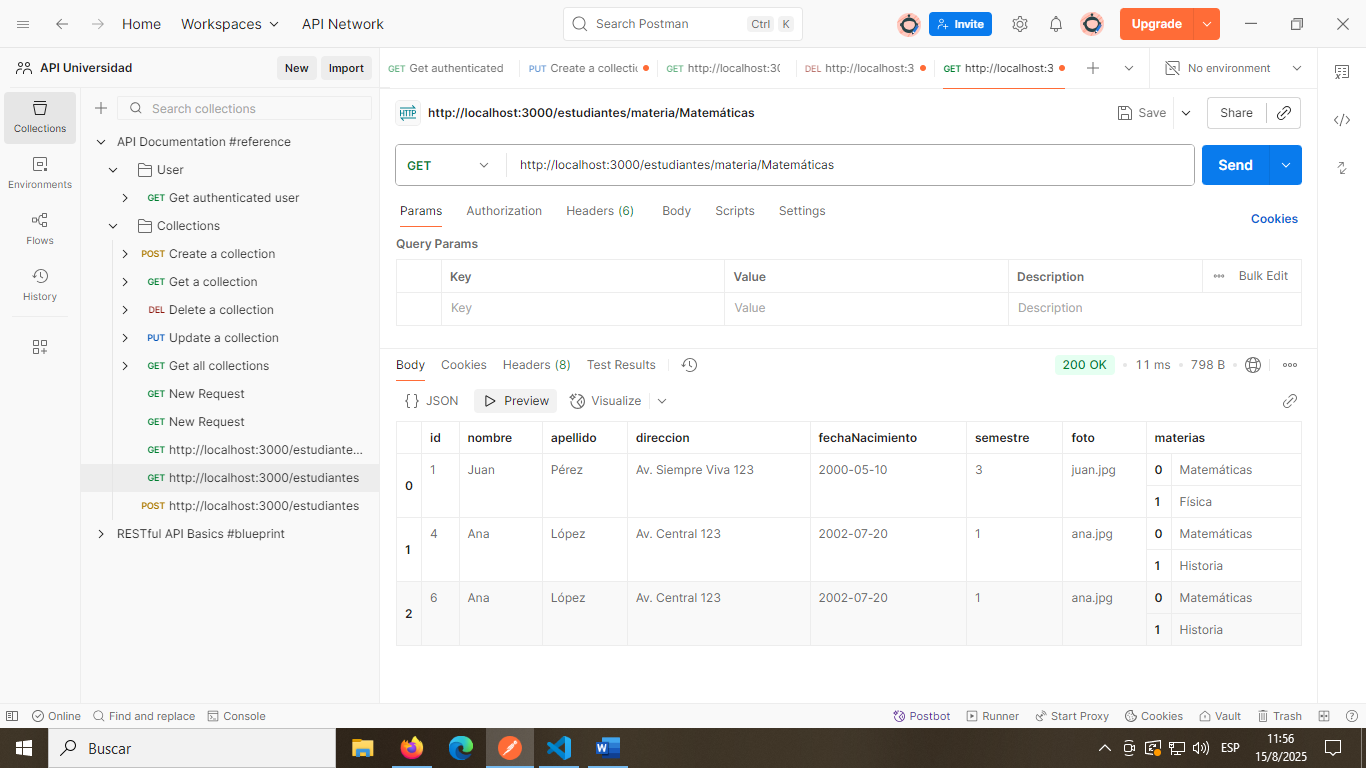 Home
Workspaces
API Network
Search Postman
Ctrl
K
Invite
Upgrade
API Universidad
New
Import
GET Get authenticated
PUT Create a collectic
GET http://localhost:30
DEL http://localhost:3
GET http://localhost:3
No environment
Collections
Environments
Flows
History
Search collections
API Documentation #reference
User
GET Get authenticated user
Collections
POST Create a collection
GET Get a collection
DEL Delete a collection
PUT Update a collection
GET Get all collections
GET New Request
GET New Request
GET http://localhost:3000/estudiante...
GET http://localhost:3000/estudiantes
POST http://localhost:3000/estudiantes
RESTful API Basics #blueprint
HTTP http://localhost:3000/estudiantes/materia/Matemáticas
Save
Share
GET
http://localhost:3000/estudiantes/materia/Matemáticas
Send
Params Authorization Headers (6) Body Scripts Settings
Cookies
Query Params
Key Value Description
Bulk Edit
Key Value Description
Body Cookies Headers (8) Test Results
200 OK • 11 ms • 798 B
{} JSON Preview Visualize
id nombre apellido direccion fechaNacimiento semestre foto materias
0 1 Juan Pérez Av. Siempre Viva 123 2000-05-10 3 juan.jpg 0 Matemáticas
1 Física
1 4 Ana López Av. Central 123 2002-07-20 1 ana.jpg 0 Matemáticas
1 Historia
2 6 Ana López Av. Central 123 2002-07-20 1 ana.jpg 0 Matemáticas
1 Historia
Online
Find and replace
Console
Postbot
Runner
Start Proxy
Cookies
Vault
Trash
Buscar
ESP
11:56
15/8/2025